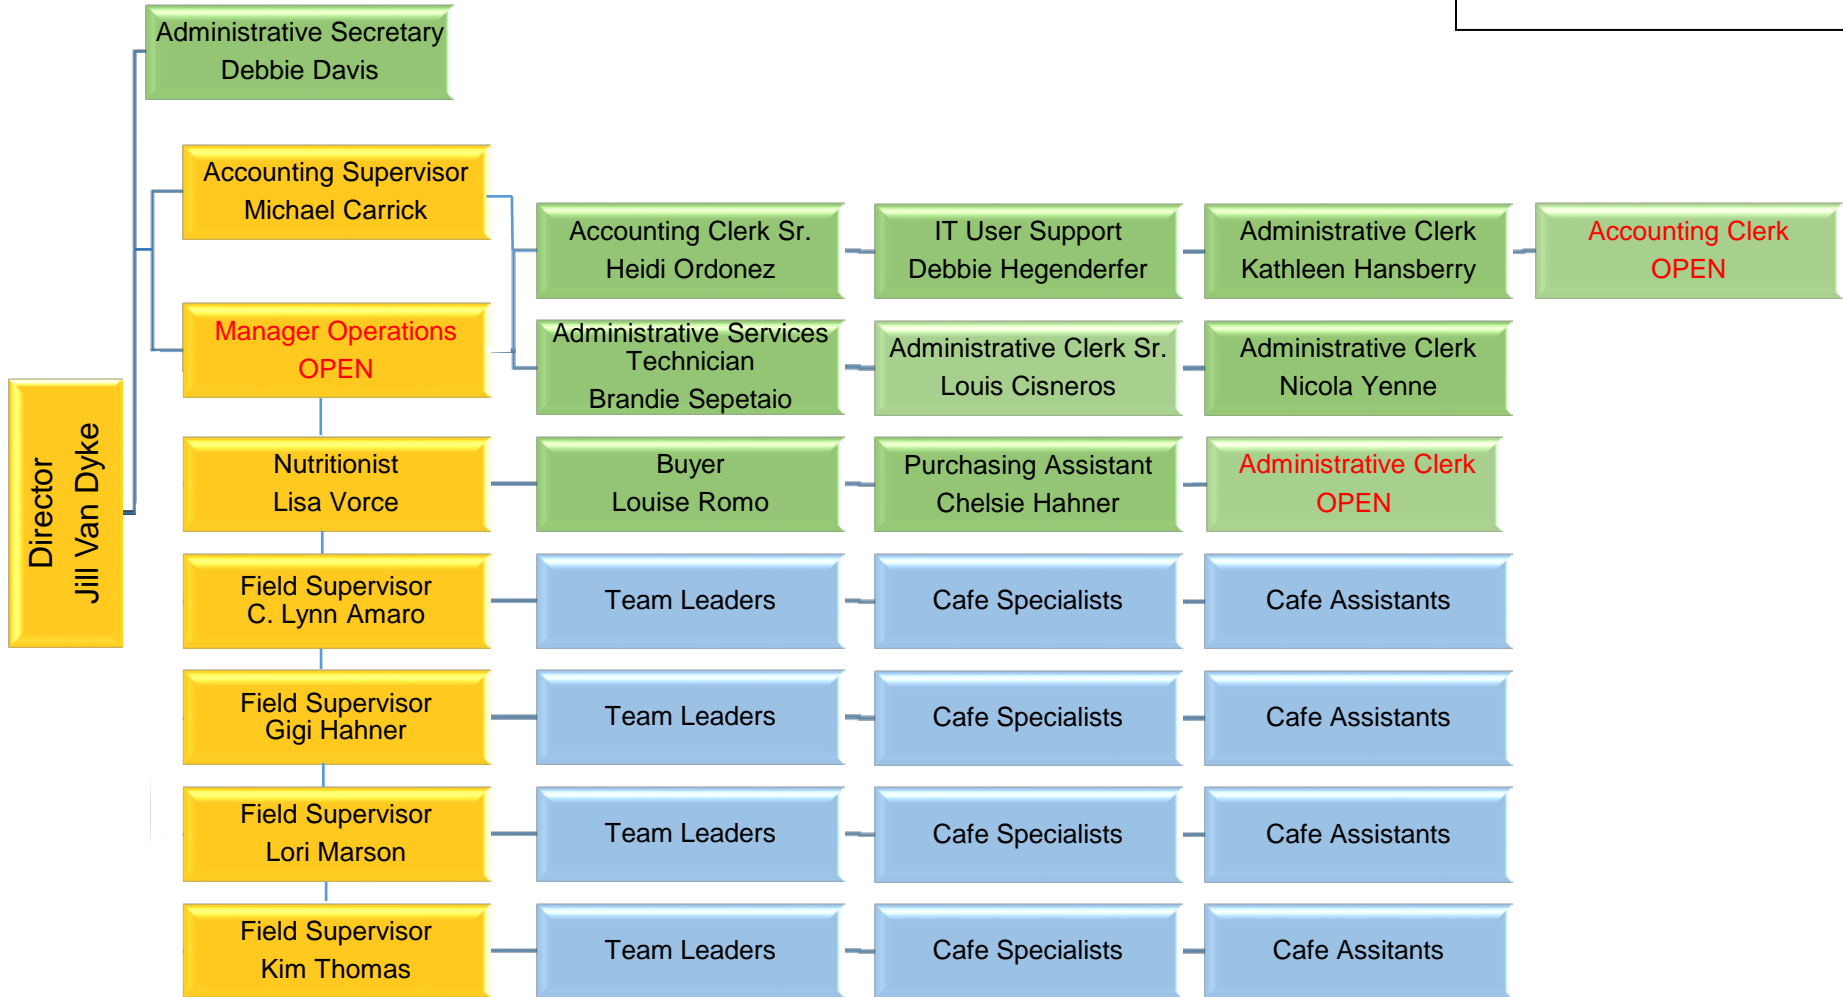 Administrative Secretary
Debbie Davis
Accounting Supervisor
Michael Carrick
Accounting Clerk Sr.
Heidi Ordonez
IT User Support
Debbie Hegenderfer
Administrative Clerk
Kathleen Hansberry
Accounting Clerk
OPEN
Manager Operations
OPEN
Administrative Services
Technician
Brandie Sepetaio
Administrative Clerk Sr.
Louis Cisneros
Administrative Clerk
Nicola Yenne
Director
Jill Van Dyke
Nutritionist
Lisa Vorce
Buyer
Louise Romo
Purchasing Assistant
Chelsie Hahner
Administrative Clerk
OPEN
Field Supervisor
C. Lynn Amaro
Team Leaders
Cafe Specialists
Cafe Assistants
Field Supervisor
Gigi Hahner
Team Leaders
Cafe Specialists
Cafe Assistants
Field Supervisor
Lori Marson
Team Leaders
Cafe Specialists
Cafe Assistants
Field Supervisor
Kim Thomas
Team Leaders
Cafe Specialists
Cafe Assitants